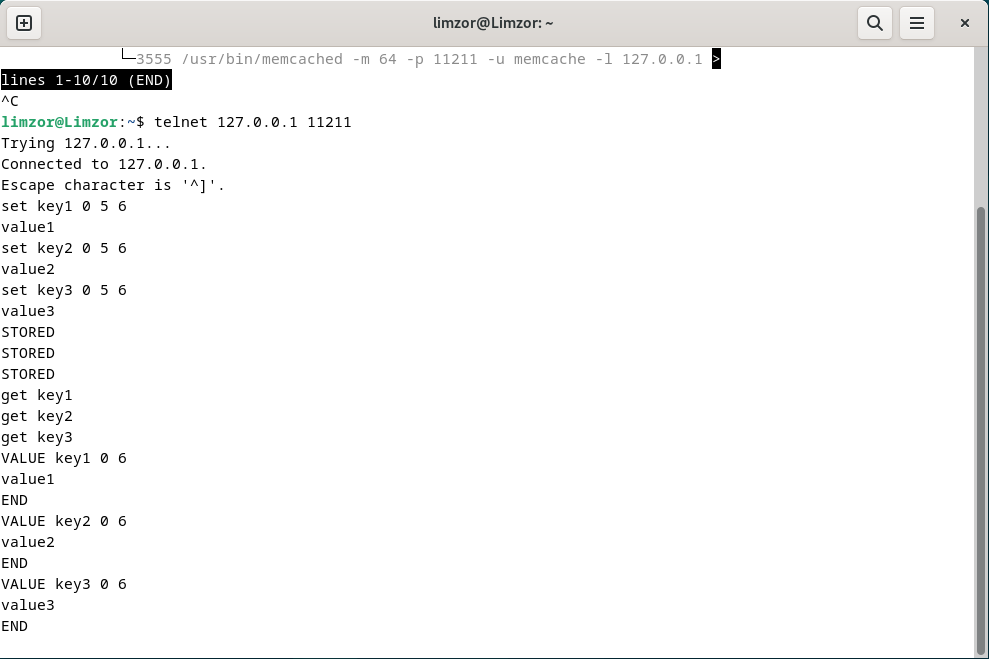 limzor@Limzor: ~
└─3555 /usr/bin/memcached -m 64 -p 11211 -u memcache -l 127.0.0.1 >
lines 1-10/10 (END)
^C
limzor@Limzor:~$ telnet 127.0.0.1 11211
Trying 127.0.0.1...
Connected to 127.0.0.1.
Escape character is '^]'.
set key1 0 5 6
value1
set key2 0 5 6
value2
set key3 0 5 6
value3
STORED
STORED
STORED
get key1
get key2
get key3
VALUE key1 0 6
value1
END
VALUE key2 0 6
value2
END
VALUE key3 0 6
value3
END